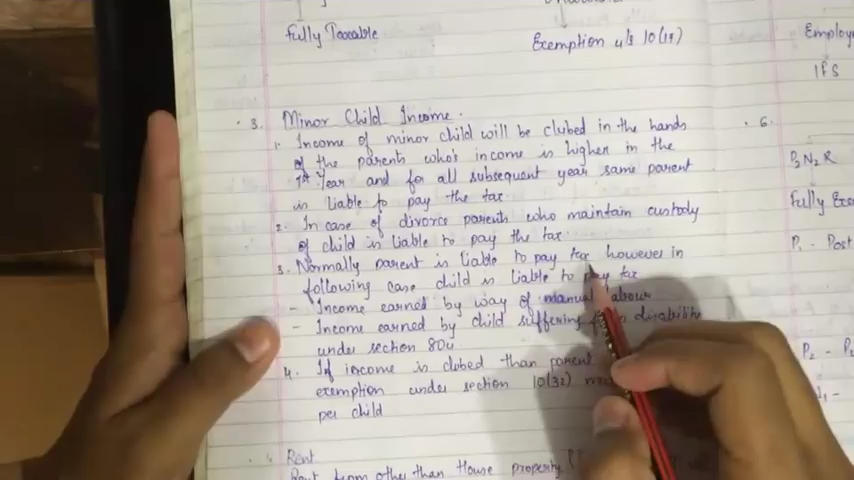 Fully Taxable
Exemption u/s 10(19)
Employ
IFS
3. Minor Child Income.
1. Income of minor child will be clubed in the hands
of the parents who's income is higher in the
1st Year and for all subsequent year same parent
is liable to pay the tax
2. In case of divorce parents who maintain custody
of child is liable to pay the tax
3. Normally parent is liable to pay tax however in
following case child is liable to pay tax
- Income earned by way of manual labour
- Income earned by child suffering from disability
under section 80u
4. If income is clubed than parent
exemption under section 10(32)
per child
4. Rent
Rent from other than House property
6.
P3N2R
Fully Exe
P1 - Post
P2 - P